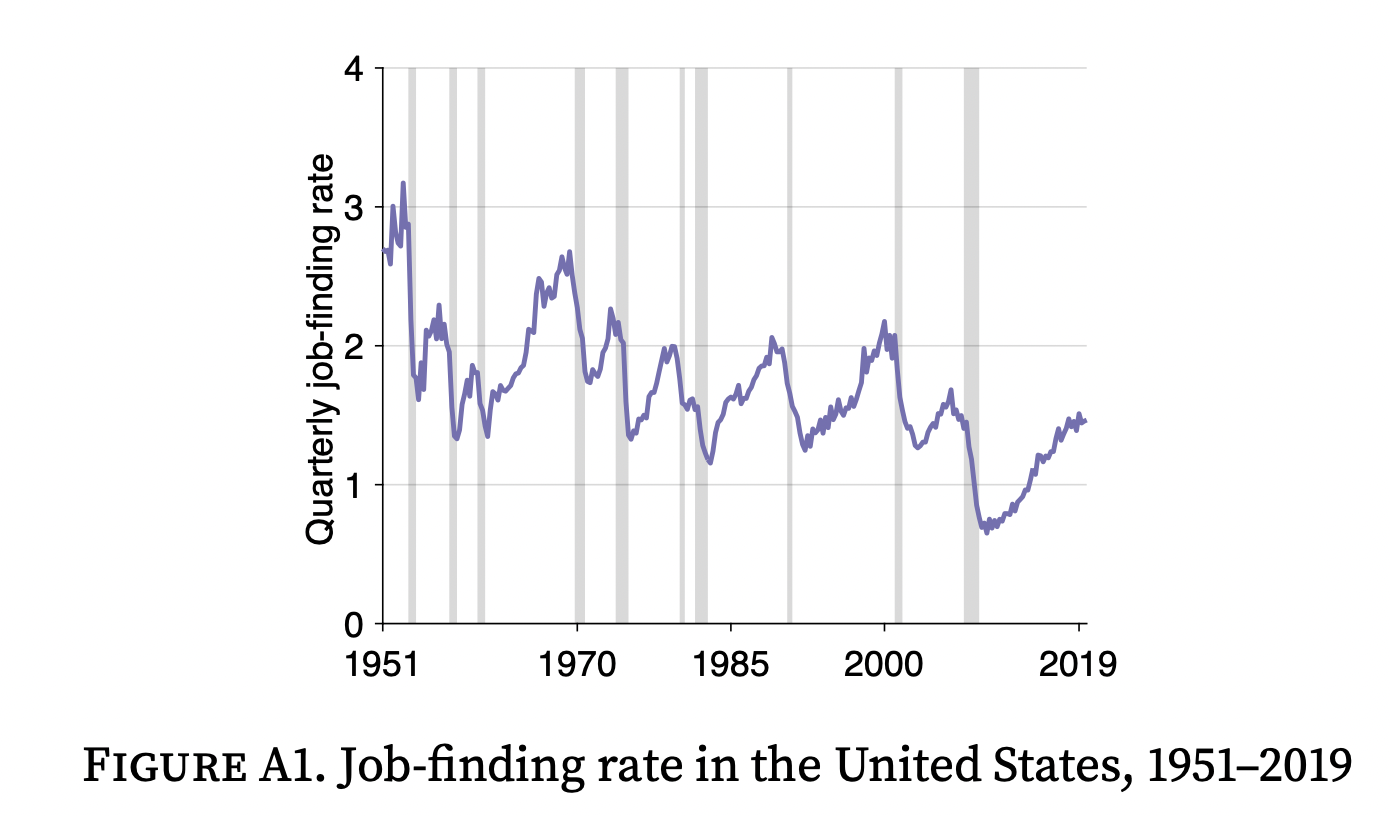 4
3
2
1
0
Quarterly job-finding rate
1951 1970 1985 2000 2019
FIGURE A1. Job-finding rate in the United States, 1951–2019